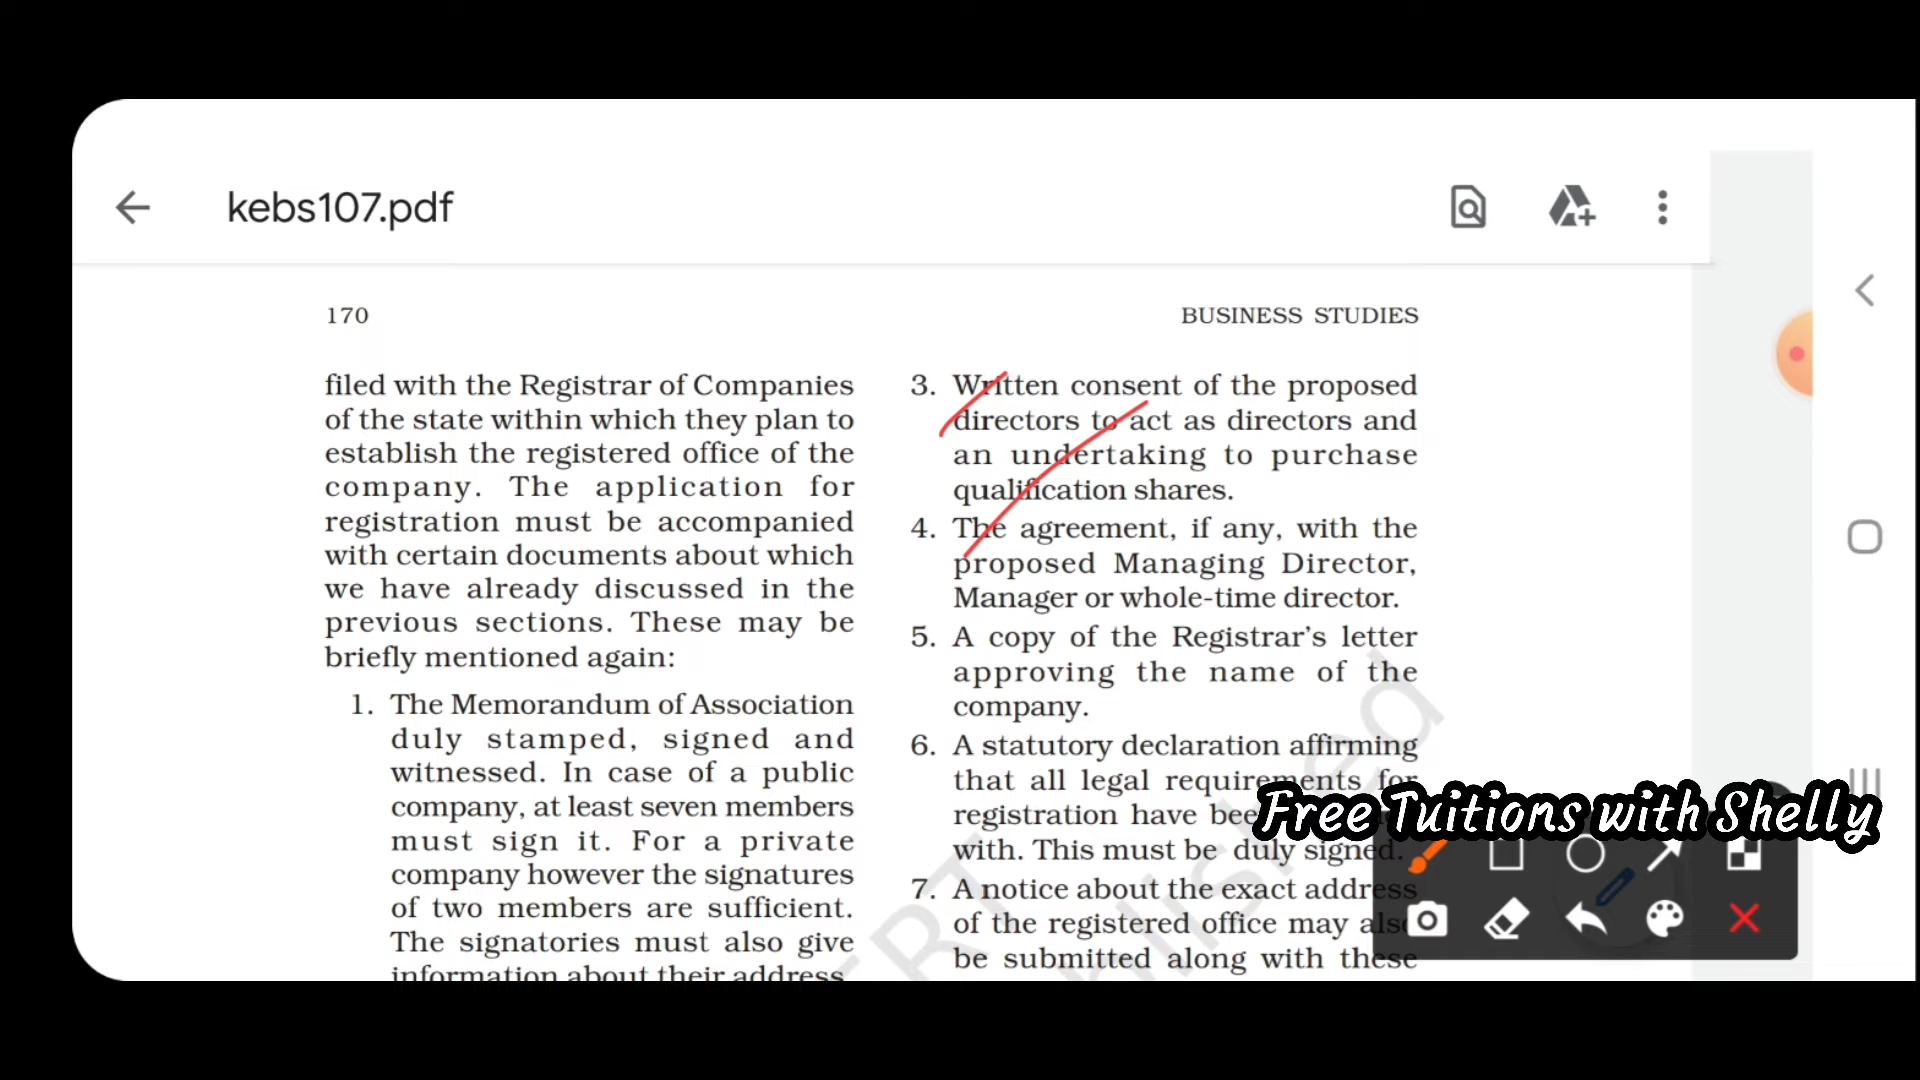 kebs107.pdf
170
BUSINESS STUDIES
filed with the Registrar of Companies
of the state within which they plan to
establish the registered office of the
company. The application for
registration must be accompanied
with certain documents about which
we have already discussed in the
previous sections. These may be
briefly mentioned again:
1. The Memorandum of Association
duly stamped, signed and
witnessed. In case of a public
company, at least seven members
must sign it. For a private
company however the signatures
of two members are sufficient.
The signatories must also give
information about their address,
3. Written consent of the proposed
directors to act as directors and
an undertaking to purchase
qualification shares.
4. The agreement, if any, with the
proposed Managing Director,
Manager or whole-time director.
5. A copy of the Registrar's letter
approving the name of the
company.
6. A statutory declaration affirming
that all legal requirements for
registration have
with. This must be duly signed.
7. A notice about the exact address
of the registered office may also
be submitted along with these
Free Tuitions with Shelly